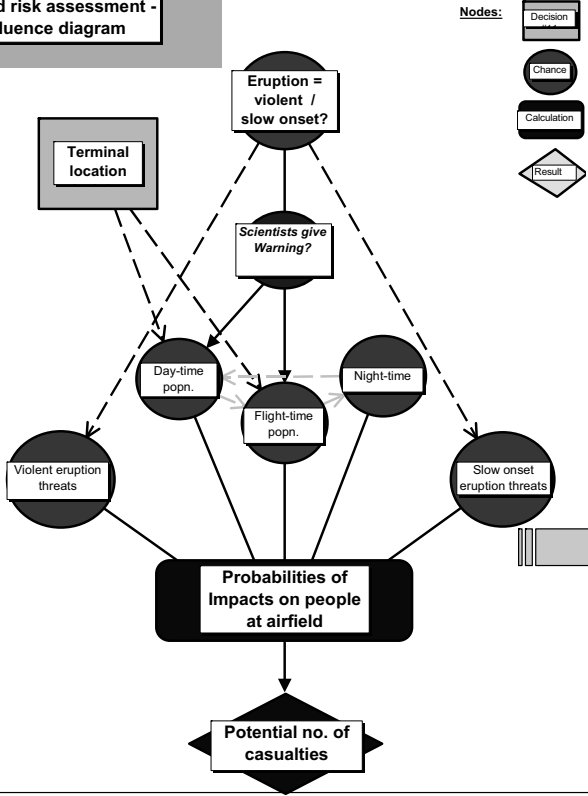 d risk assessment -
luence diagram
Nodes:
Decision
Chance
Calculation
Result
Eruption =
violent /
slow onset?
Terminal
location
Scientists give
Warning?
Day-time
popn.
Night-time
Flight-time
popn.
Violent eruption
threats
Slow onset
eruption threats
Probabilities of
Impacts on people
at airfield
Potential no. of
casualties